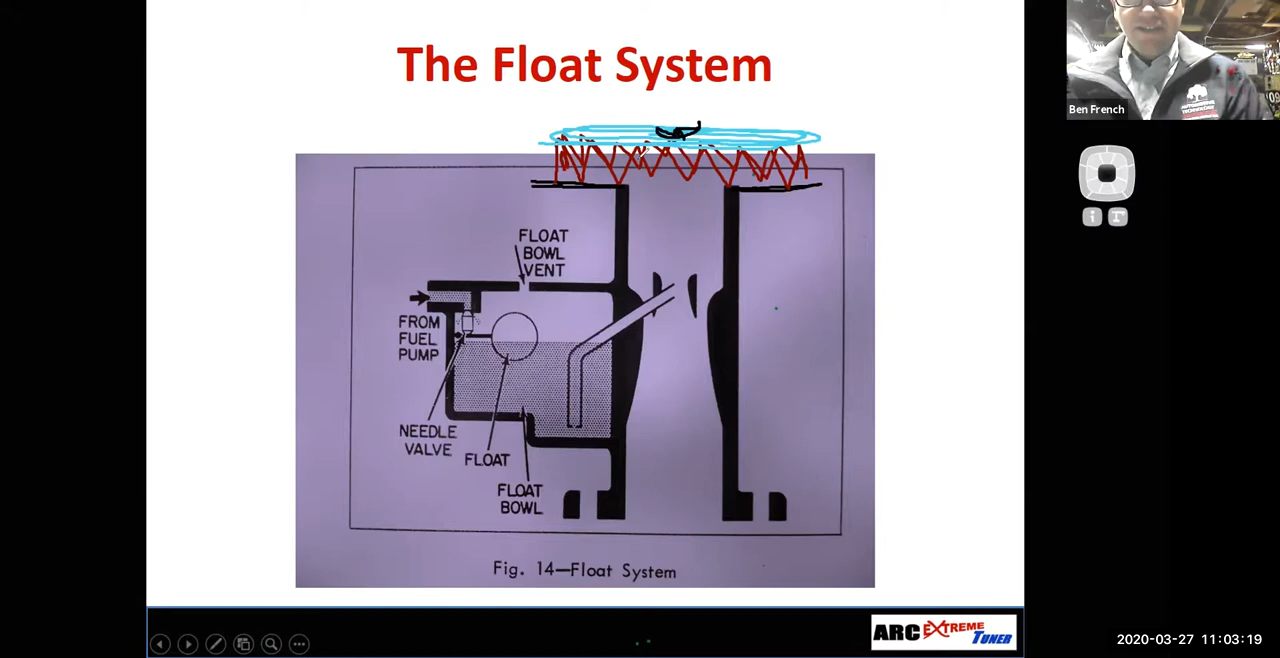 The Float System
Ben French
FLOAT
BOWL
VENT
FROM
FUEL
PUMP
NEEDLE
VALVE
FLOAT
FLOAT
BOWL
Fig. 14—Float System
ARC EXTREME
TUNER
2020-03-27 11:03:19